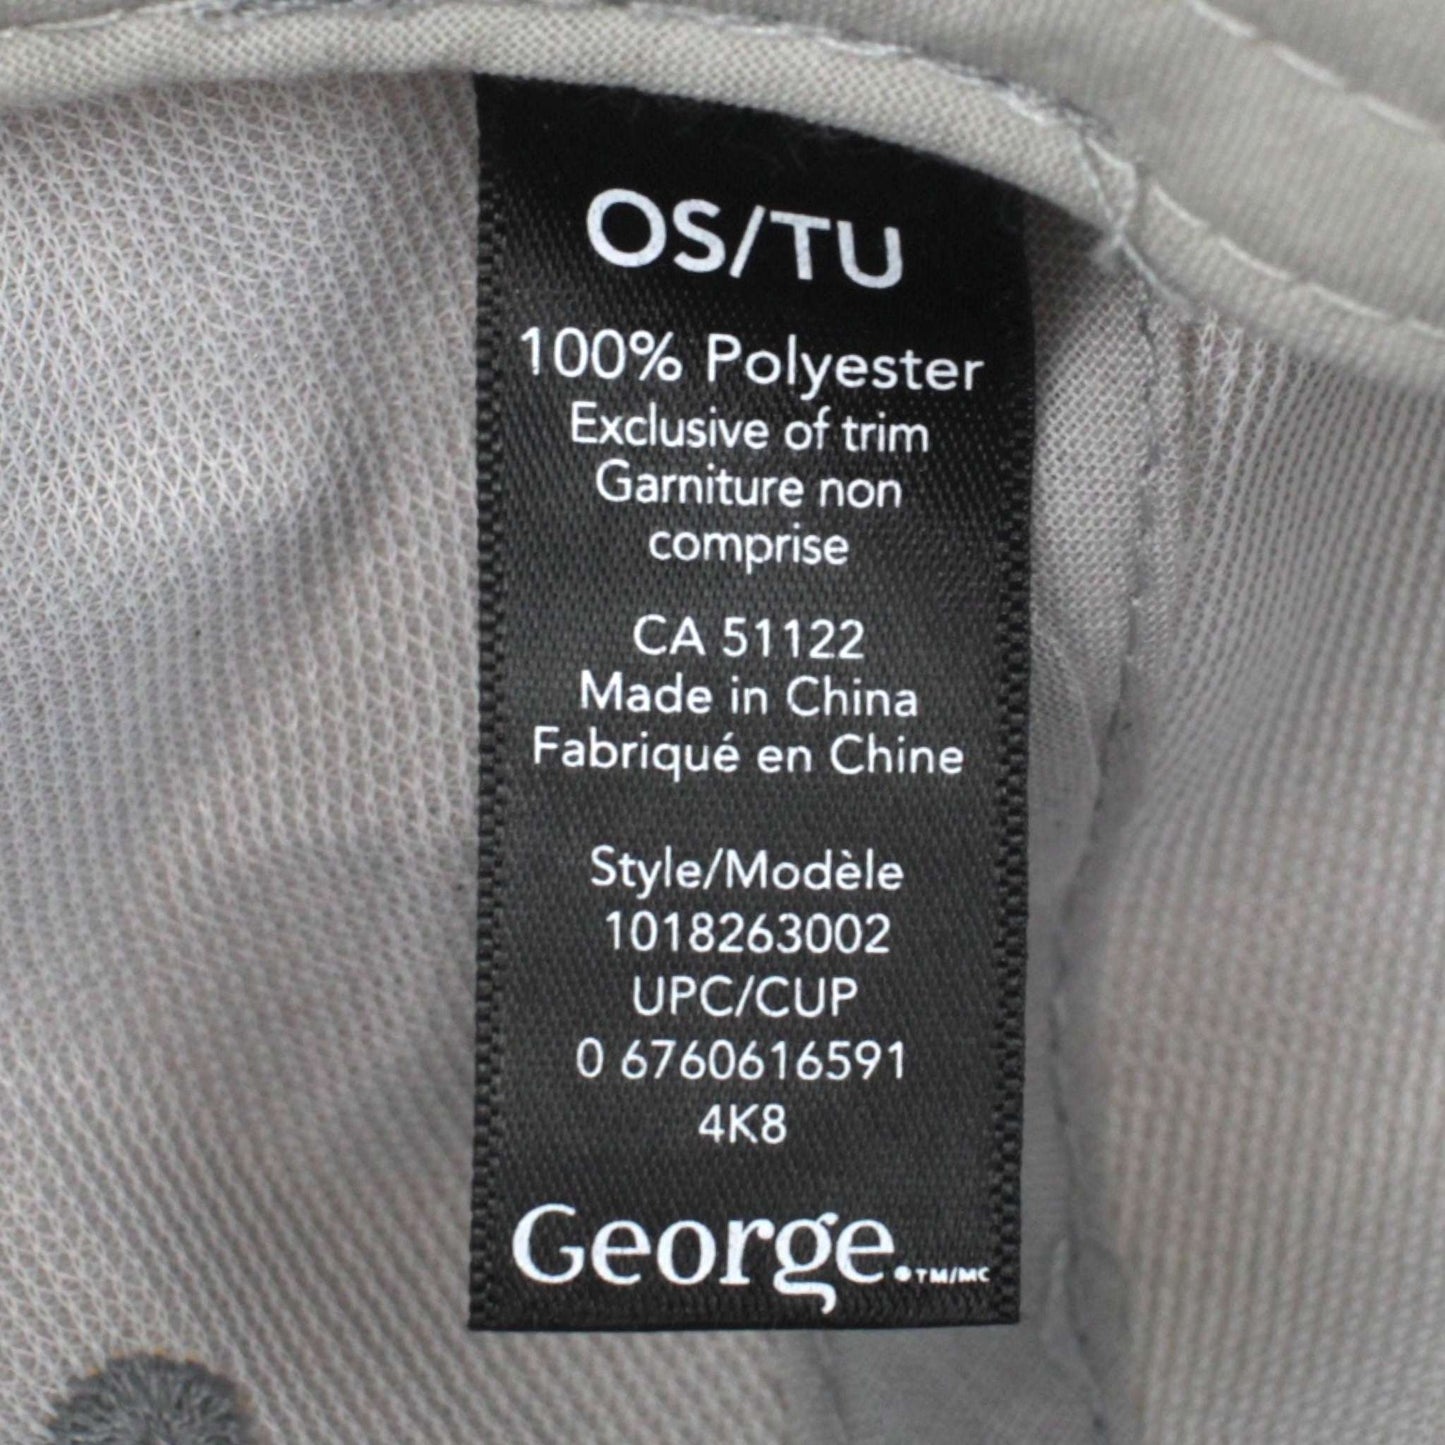 OS/TU
100% Polyester
Exclusive of trim
Garniture non
comprise
CA 51122
Made in China
Fabriqué en Chine
Style/Modèle
1018263002
UPC/CUP
0 6760616591
4K8
George.®TM/MC